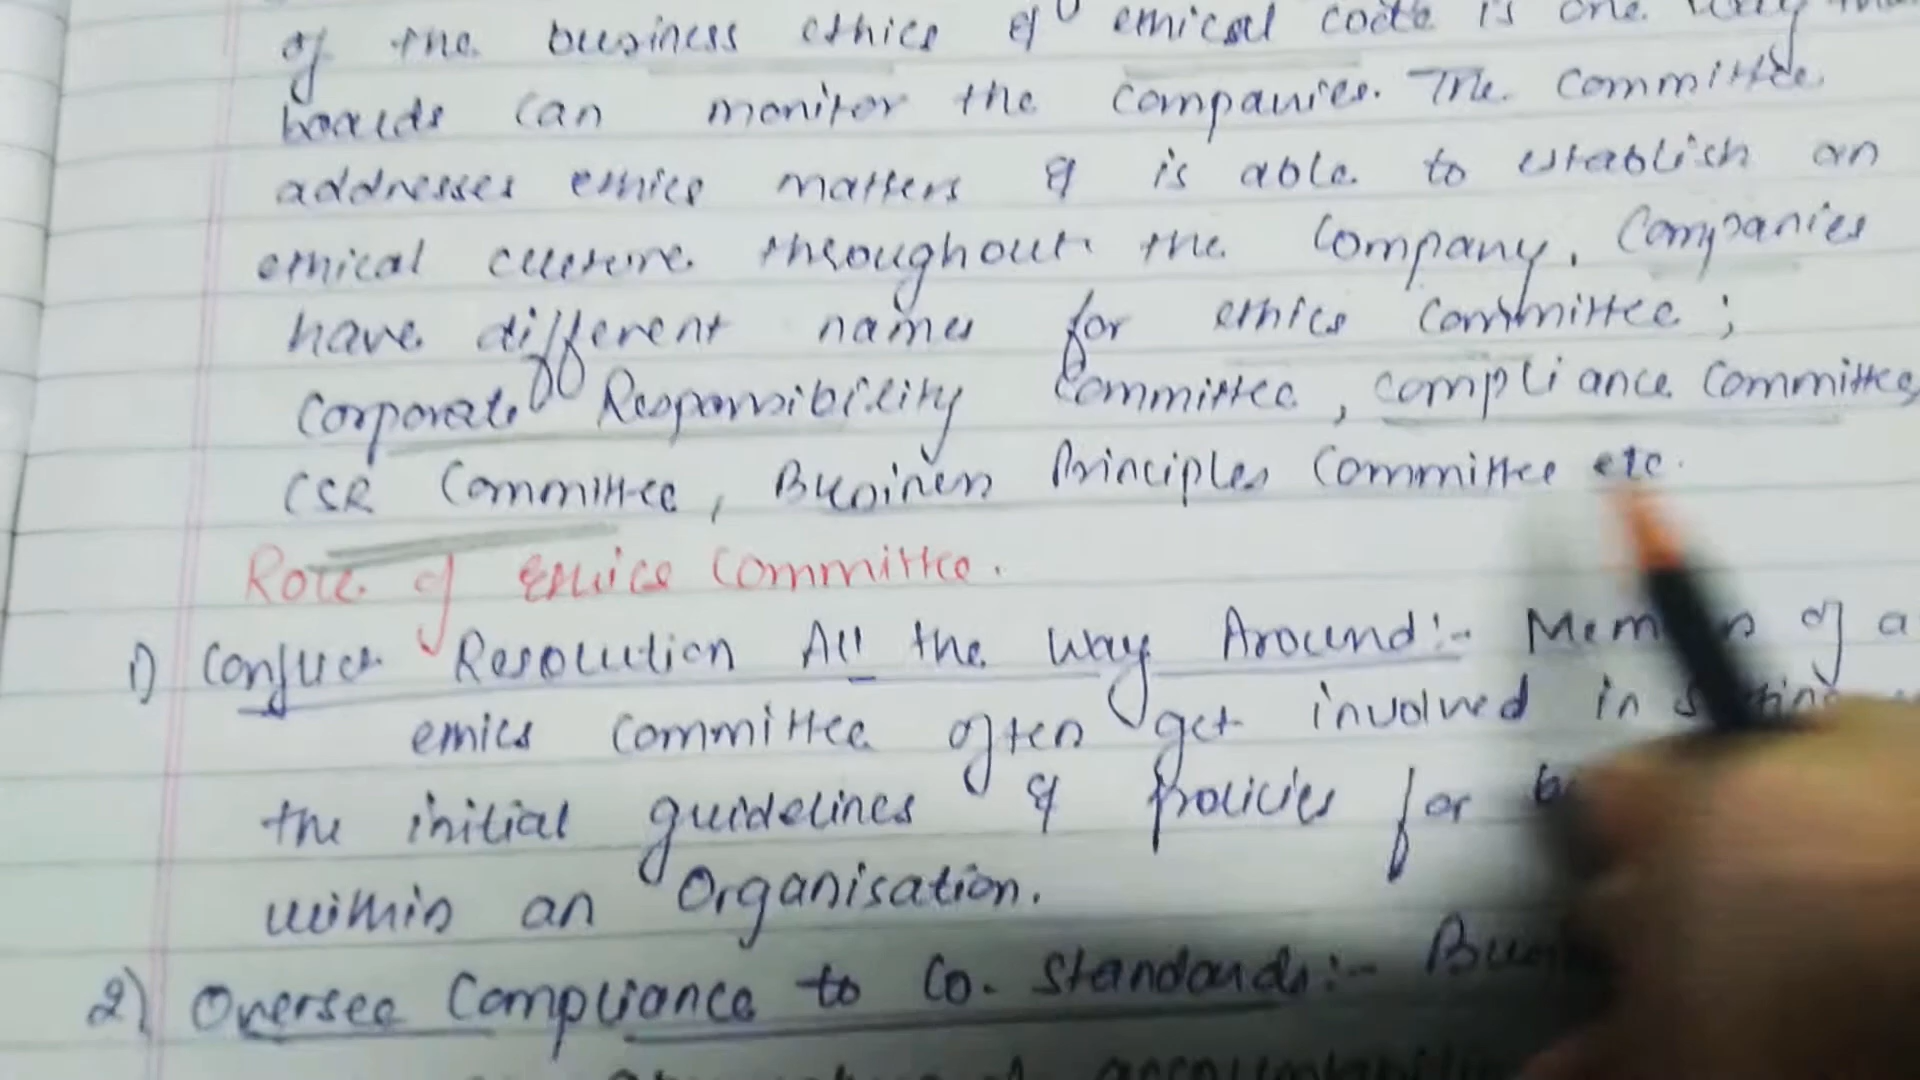 of the business ethics & ethical code is one way
boards can monitor the companies. The Committee
addresses ethics matters & is able to establish an
ethical culture throughout the Company. Companies
have different names for ethics committee;
Corporate Responsibility Committee, compliance Committee,
CSR Committee, Business Principles Committee etc.
Role of Ethics Committee.
1) Conflict Resolution All the Way Around:- of a
ethics committee often get involved in
the initial guidelines & Policies for
within an Organisation.
2) Oversee Compliance to Co. Standards:-